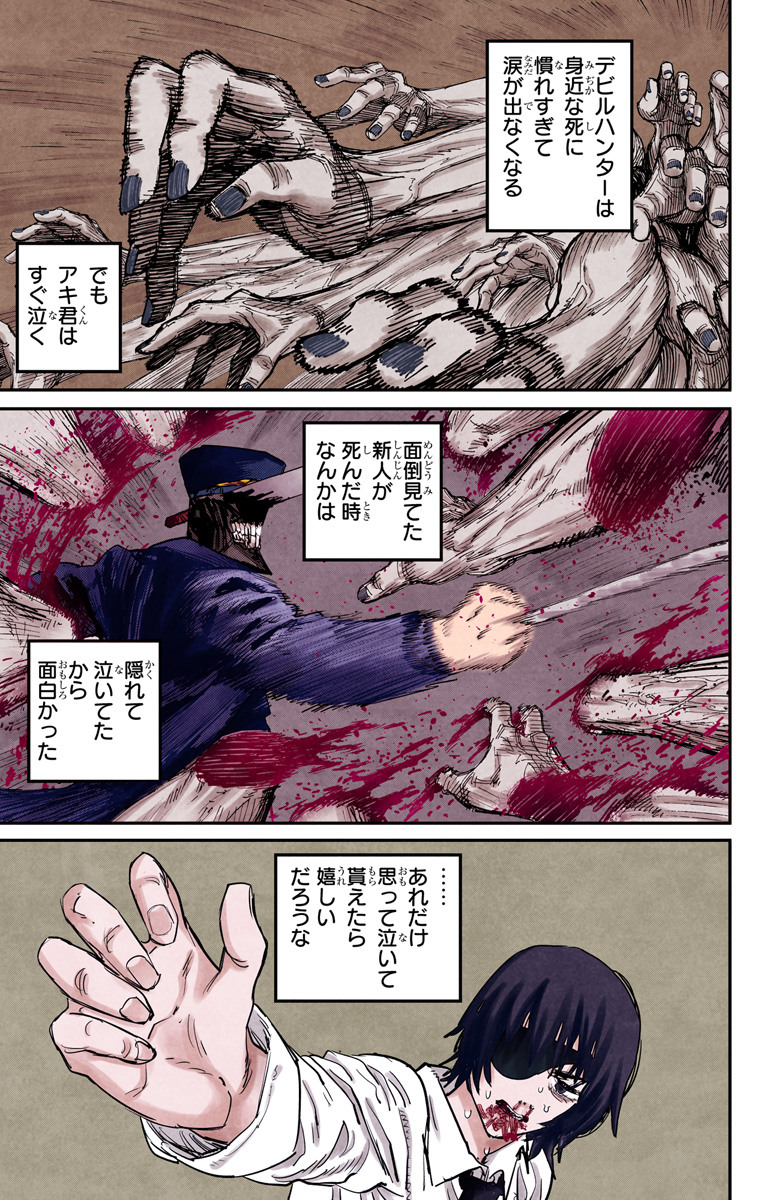 デビルハンターは
身近な死に
慣れすぎて
涙が出なくなる
でも
アキ君は
すぐ泣く
面倒見てた
新人が
死んだ時
なんかは
隠れて
泣いてた
から
面白かった
……
あれだけ
思って泣いて
貰えたら
嬉しい
だろうな